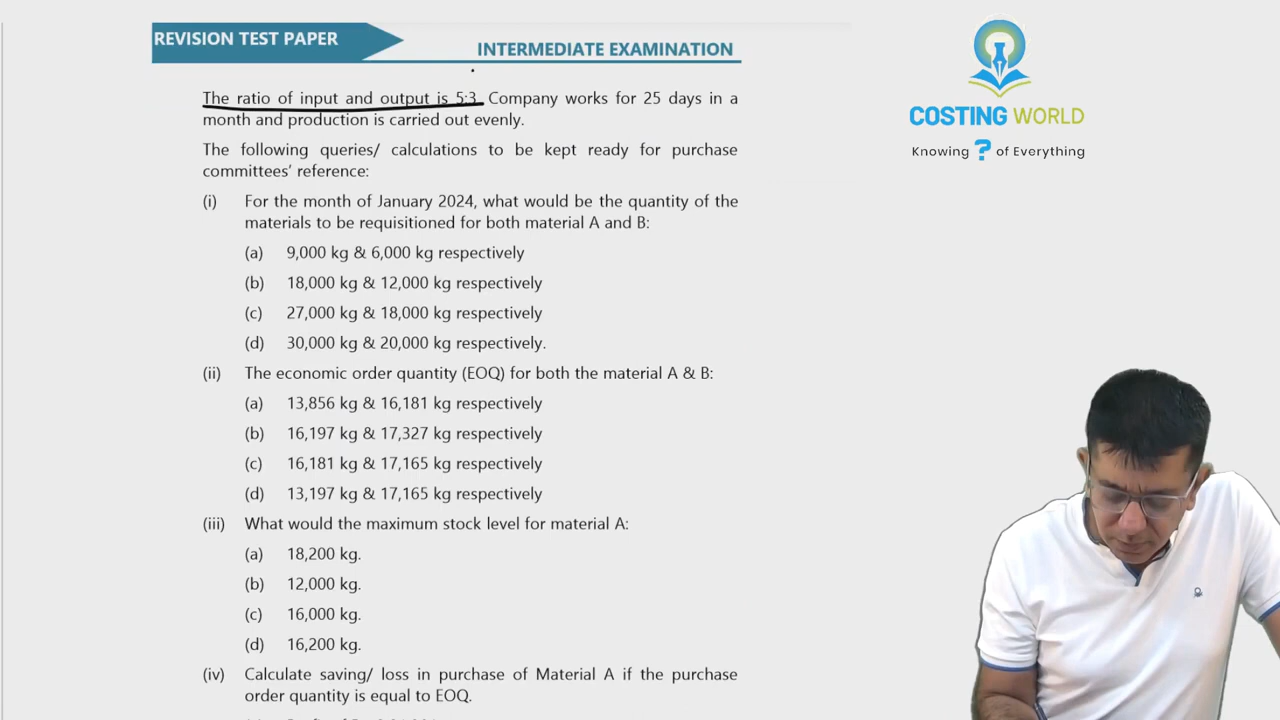 REVISION TEST PAPER
INTERMEDIATE EXAMINATION
The ratio of input and output is 5:3. Company works for 25 days in a
month and production is carried out evenly.
The following queries/ calculations to be kept ready for purchase
committees' reference:
(i) For the month of January 2024, what would be the quantity of the
materials to be requisitioned for both material A and B:
(a) 9,000 kg & 6,000 kg respectively
(b) 18,000 kg & 12,000 kg respectively
(c) 27,000 kg & 18,000 kg respectively
(d) 30,000 kg & 20,000 kg respectively.
(ii) The economic order quantity (EOQ) for both the material A & B:
(a) 13,856 kg & 16,181 kg respectively
(b) 16,197 kg & 17,327 kg respectively
(c) 16,181 kg & 17,165 kg respectively
(d) 13,197 kg & 17,165 kg respectively
(iii) What would the maximum stock level for material A:
(a) 18,200 kg.
(b) 12,000 kg.
(c) 16,000 kg.
(d) 16,200 kg.
(iv) Calculate saving/ loss in purchase of Material A if the purchase
order quantity is equal to EOQ.
COSTING WORLD
Knowing ? of Everything